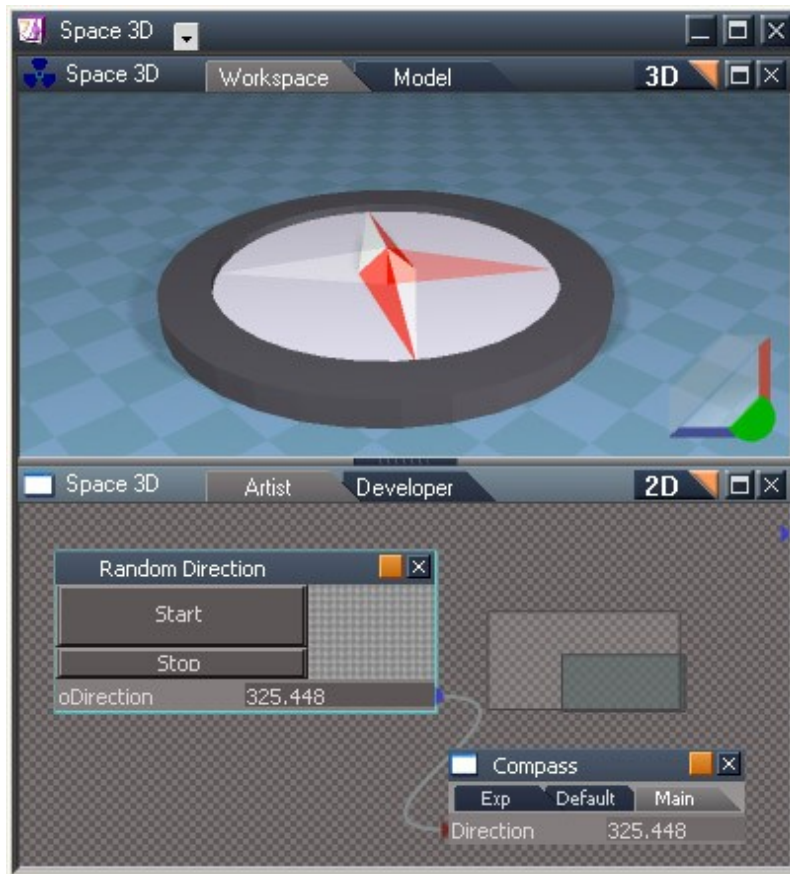 Space 3D
Space 3D Workspace Model 3D
Space 3D Artist Developer 2D
Random Direction
Start
Stop
oDirection 325.448
Compass
Exp Default Main
Direction 325.448